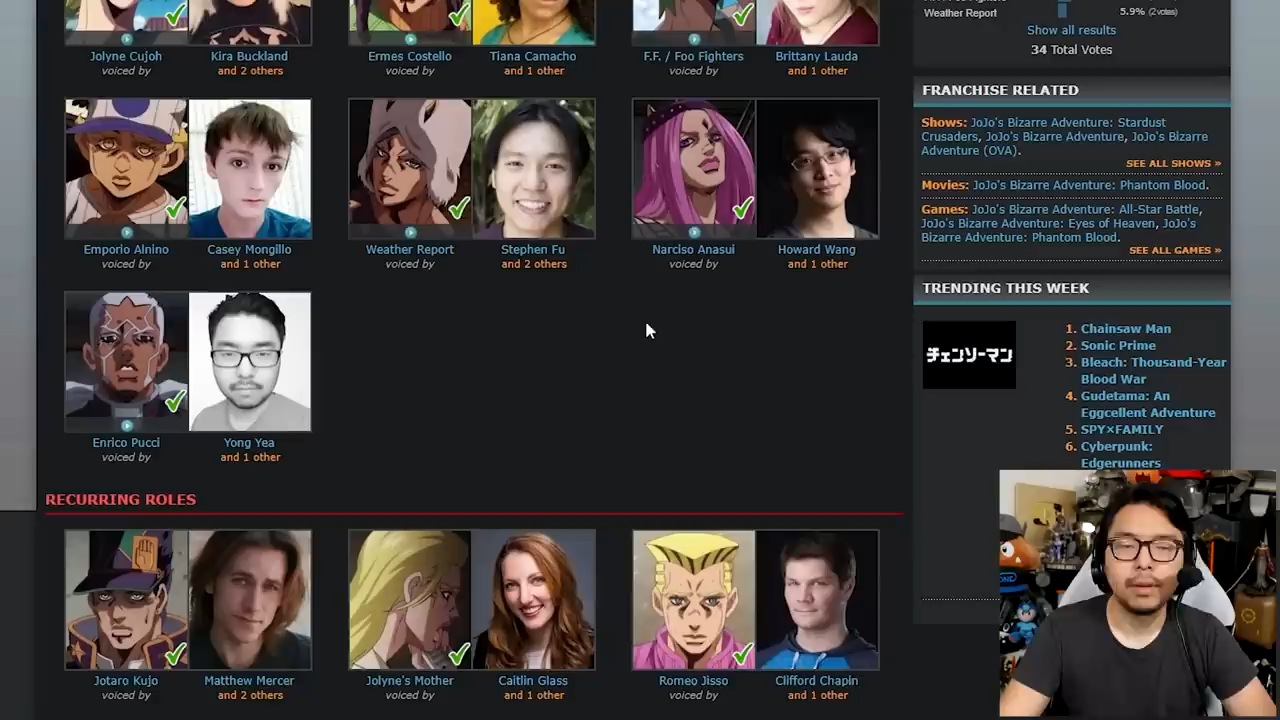 Jolyne Cujoh
voiced by
Kira Buckland
and 2 others
Ermes Costello
voiced by
Tiana Camacho
and 1 other
F.F. / Foo Fighters
voiced by
Brittany Lauda
and 1 other
Emporio Alnino
voiced by
Casey Mongillo
and 1 other
Weather Report
voiced by
Stephen Fu
and 2 others
Narciso Anasui
voiced by
Howard Wang
and 1 other
Enrico Pucci
voiced by
Yong Yea
and 1 other
RECURRING ROLES
Jotaro Kujo
voiced by
Matthew Mercer
and 2 others
Jolyne's Mother
voiced by
Caitlin Glass
and 1 other
Romeo Jisso
voiced by
Clifford Chapin
and 1 other
Weather Report
5.9% (2 votes)
Show all results
34 Total Votes
FRANCHISE RELATED
Shows: JoJo's Bizarre Adventure: Stardust
Crusaders, JoJo's Bizarre Adventure, JoJo's Bizarre
Adventure (OVA).
SEE ALL SHOWS »
Movies: JoJo's Bizarre Adventure: Phantom Blood.
Games: JoJo's Bizarre Adventure: All-Star Battle,
JoJo's Bizarre Adventure: Eyes of Heaven, JoJo's
Bizarre Adventure: Phantom Blood.
SEE ALL GAMES »
TRENDING THIS WEEK
チェンソーマン
1. Chainsaw Man
2. Sonic Prime
3. Bleach: Thousand-Year
Blood War
4. Gudetama: An
Eggcellent Adventure
5. SPY×FAMILY
6. Cyberpunk:
Edgerunners